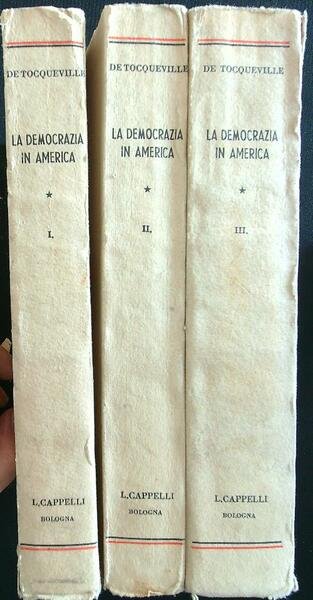 DE TOCQUEVILLE
LA DEMOCRAZIA
IN AMERICA
*
I.
L. CAPPELLI
BOLOGNA
DE TOCQUEVILLE
LA DEMOCRAZIA
IN AMERICA
*
II.
L. CAPPELLI
BOLOGNA
DE TOCQUEVILLE
LA DEMOCRAZIA
IN AMERICA
*
III.
L. CAPPELLI
BOLOGNA